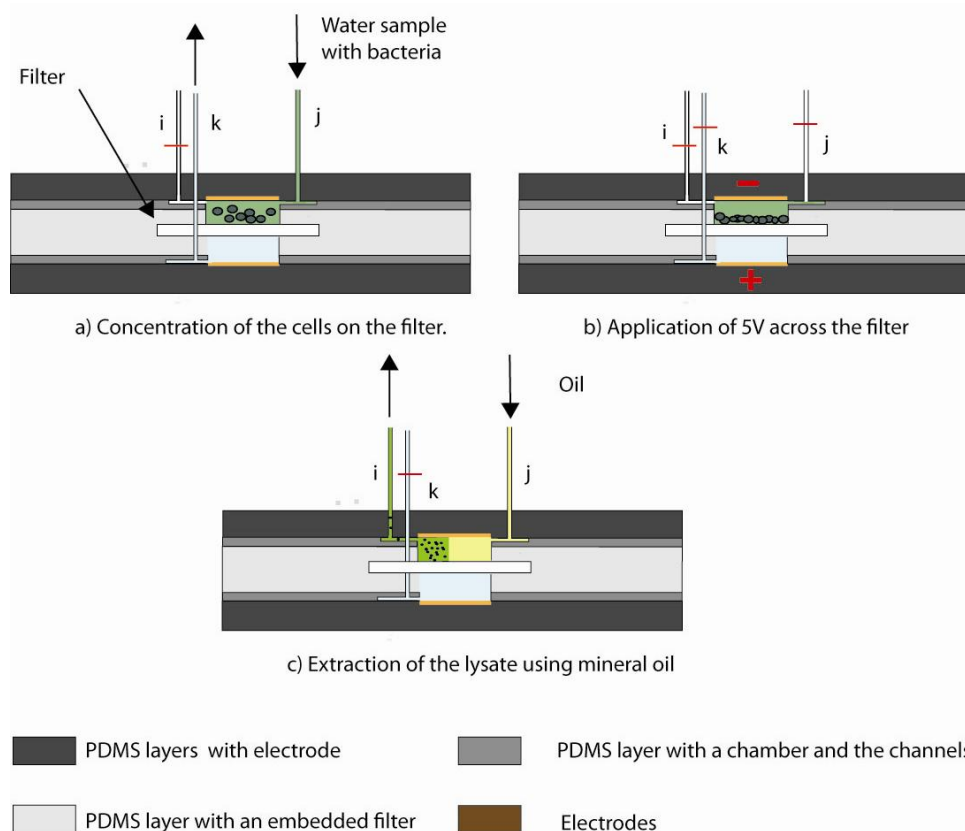 Water sample
with bacteria
Filter
i
k
j
i
k
j
−
+
a) Concentration of the cells on the filter.
b) Application of 5V across the filter
Oil
i
k
j
c) Extraction of the lysate using mineral oil
PDMS layers with electrode
PDMS layer with a chamber and the channels
PDMS layer with an embedded filter
Electrodes